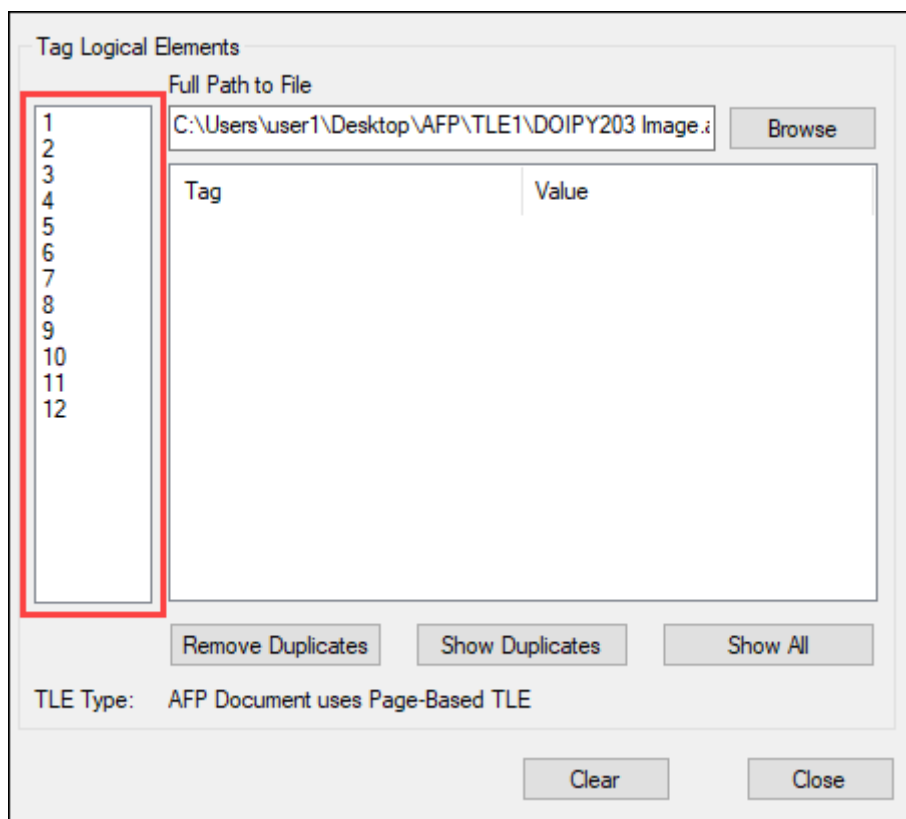 Tag Logical Elements
Full Path to File
C:\Users\user1\Desktop\AFP\TLE1\DOIPY203 Image.a
Browse
1
2
3
4
5
6
7
8
9
10
11
12
Tag Value
Remove Duplicates Show Duplicates Show All
TLE Type: AFP Document uses Page-Based TLE
Clear Close